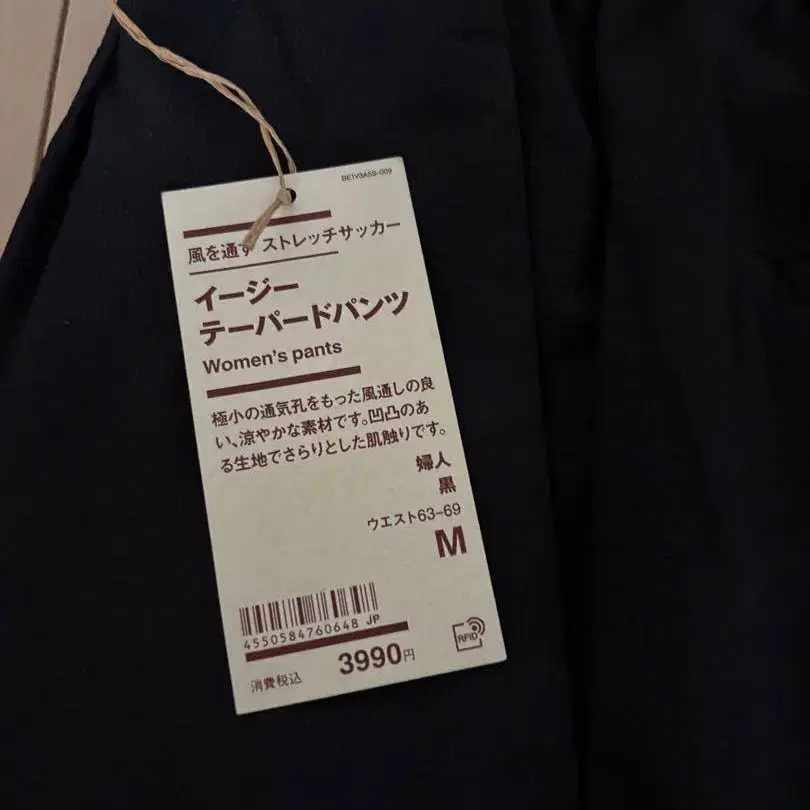 BE1V3A5S-009
風を通す ストレッチサッカー
イージー
テーパードパンツ
Women's pants
極小の通気孔をもった風通しの良
い、涼やかな素材です。凹凸のあ
る生地でさらりとした肌触りです。
婦人
黒
ウエスト63-69
M
4550584760648 JP
消費税込 3990円
RFID